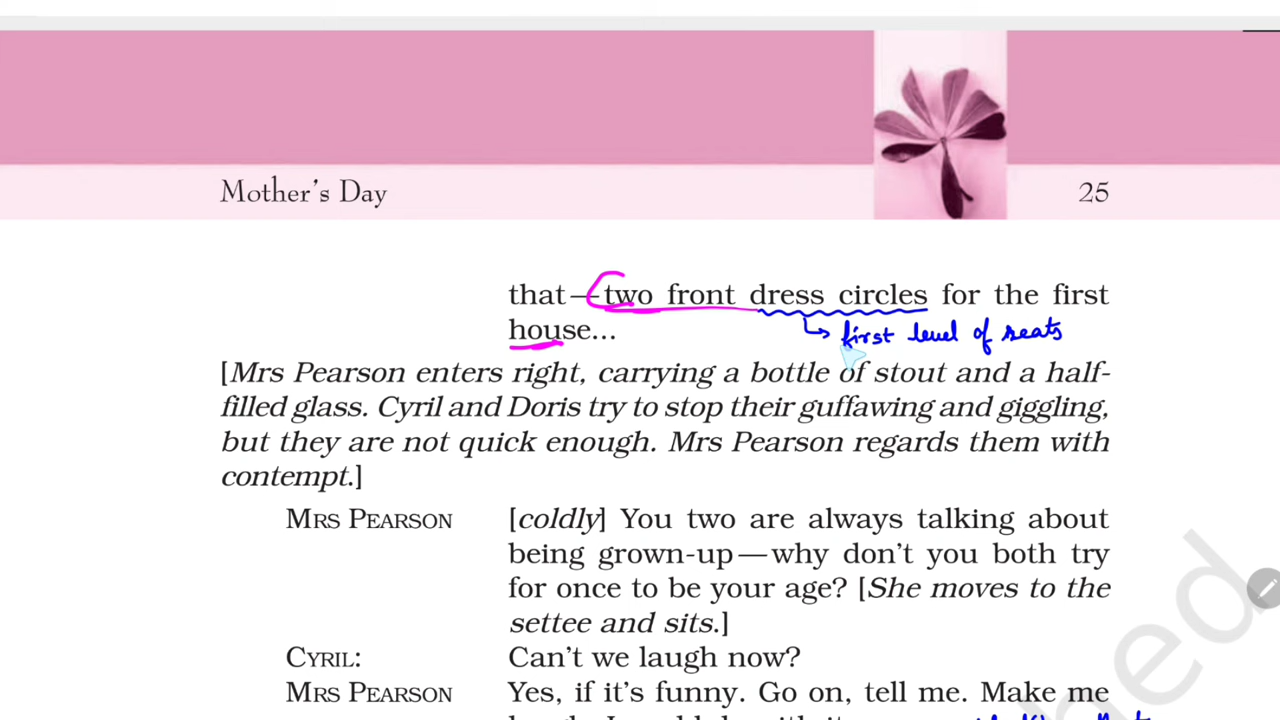 Mother's Day 25
that—two front dress circles for the first
house...
first level of seats
[Mrs Pearson enters right, carrying a bottle of stout and a half-
filled glass. Cyril and Doris try to stop their guffawing and giggling,
but they are not quick enough. Mrs Pearson regards them with
contempt.]
MRS PEARSON [coldly] You two are always talking about
being grown-up—why don't you both try
for once to be your age? [She moves to the
settee and sits.]
CYRIL: Can't we laugh now?
MRS PEARSON Yes, if it's funny. Go on, tell me. Make me
hed